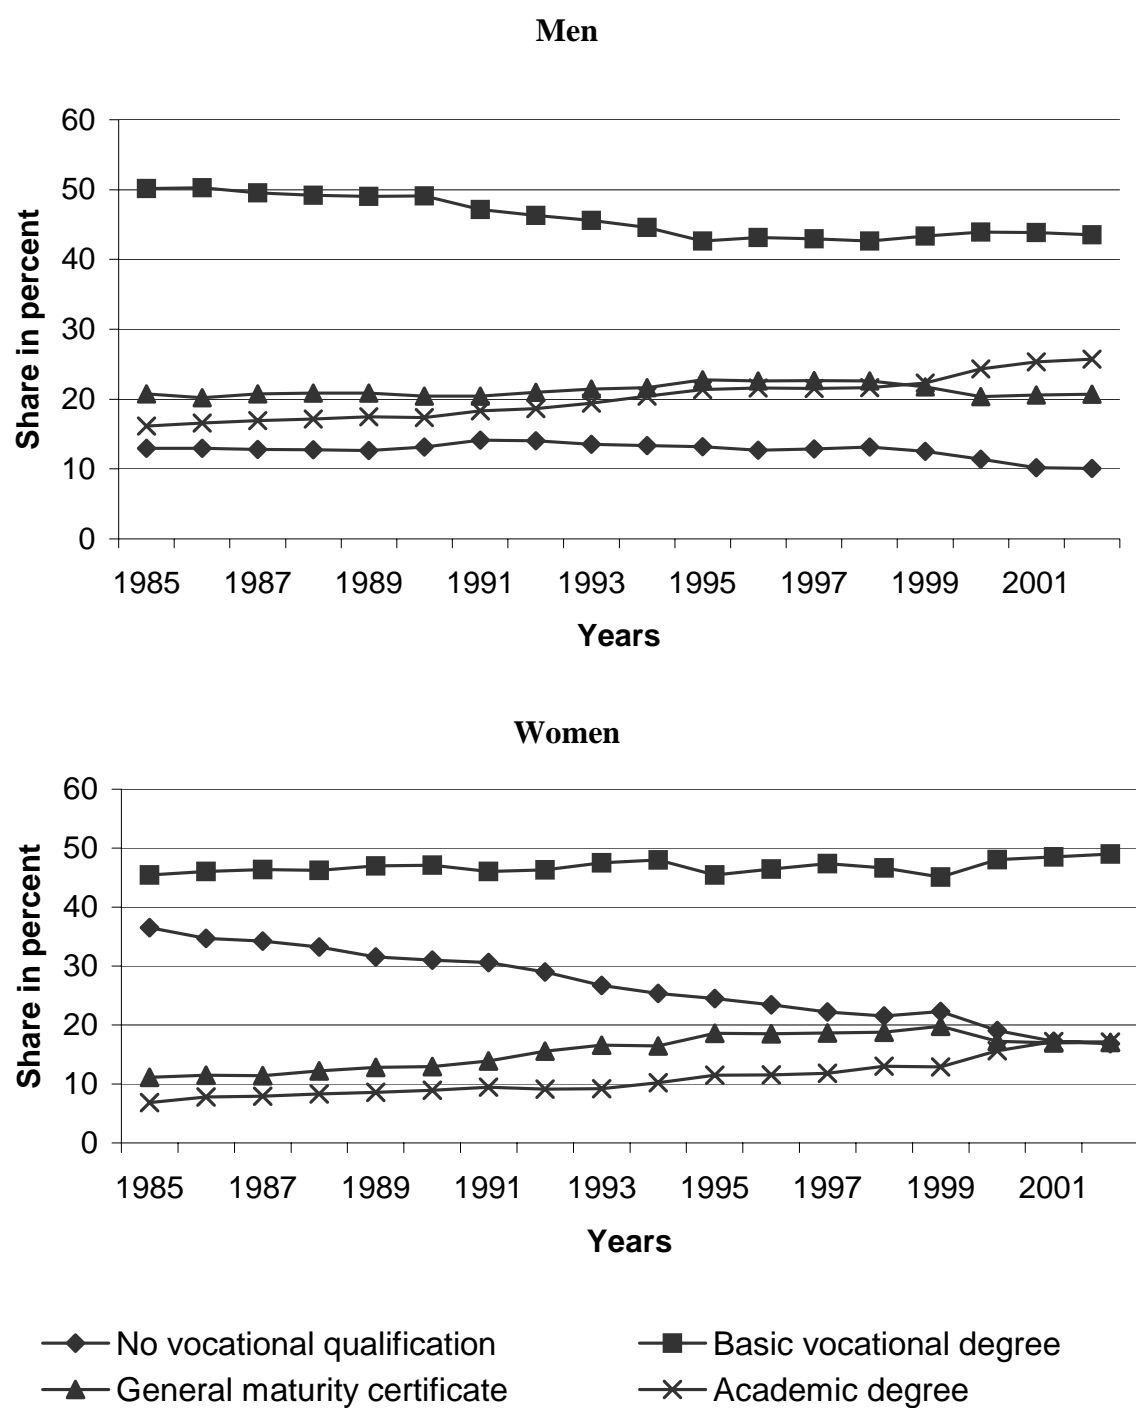 Men
60
50
40
30
20
10
0
Share in percent
1985 1987 1989 1991 1993 1995 1997 1999 2001
Years
Women
60
50
40
30
20
10
0
Share in percent
1985 1987 1989 1991 1993 1995 1997 1999 2001
Years
No vocational qualification Basic vocational degree
General maturity certificate Academic degree